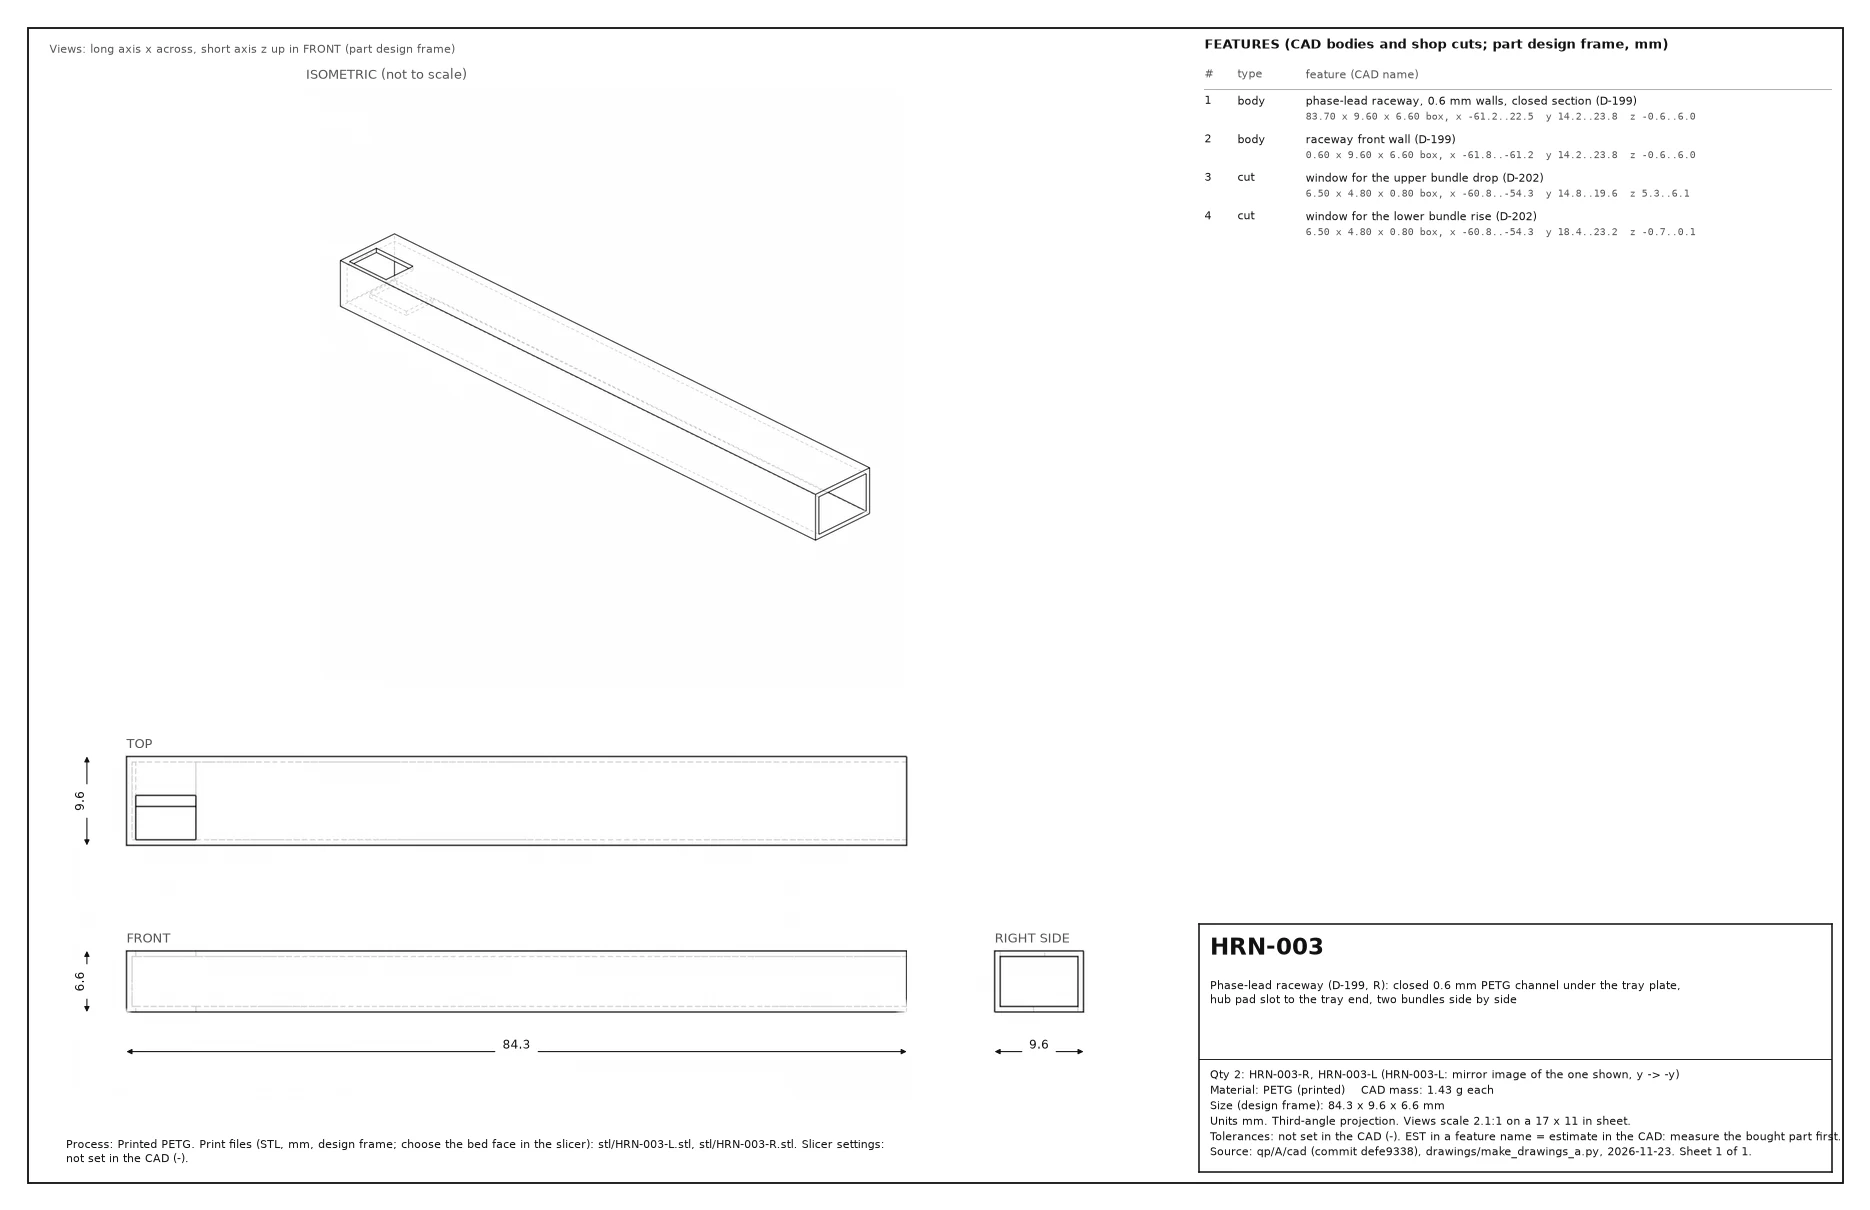 Views: long axis x across, short axis z up in FRONT (part design frame)
ISOMETRIC (not to scale)
FEATURES (CAD bodies and shop cuts; part design frame, mm)
# type feature (CAD name)
1 body phase-lead raceway, 0.6 mm walls, closed section (D-199)
83.70 x 9.60 x 6.60 box, x -61.2..22.5 y 14.2..23.8 z -0.6..6.0
2 body raceway front wall (D-199)
0.60 x 9.60 x 6.60 box, x -61.8..-61.2 y 14.2..23.8 z -0.6..6.0
3 cut window for the upper bundle drop (D-202)
6.50 x 4.80 x 0.80 box, x -60.8..-54.3 y 14.8..19.6 z 5.3..6.1
4 cut window for the lower bundle rise (D-202)
6.50 x 4.80 x 0.80 box, x -60.8..-54.3 y 18.4..23.2 z -0.7..0.1
TOP
9.6
FRONT
6.6
84.3
RIGHT SIDE
9.6
HRN-003
Phase-lead raceway (D-199, R): closed 0.6 mm PETG channel under the tray plate,
hub pad slot to the tray end, two bundles side by side
Qty 2: HRN-003-R, HRN-003-L (HRN-003-L: mirror image of the one shown, y -> -y)
Material: PETG (printed) CAD mass: 1.43 g each
Size (design frame): 84.3 x 9.6 x 6.6 mm
Units mm. Third-angle projection. Views scale 2.1:1 on a 17 x 11 in sheet.
Tolerances: not set in the CAD (-). EST in a feature name = estimate in the CAD: measure the bought part first.
Source: qp/A/cad (commit defe9338), drawings/make_drawings_a.py, 2026-11-23. Sheet 1 of 1.
Process: Printed PETG. Print files (STL, mm, design frame; choose the bed face in the slicer): stl/HRN-003-L.stl, stl/HRN-003-R.stl. Slicer settings:
not set in the CAD (-).